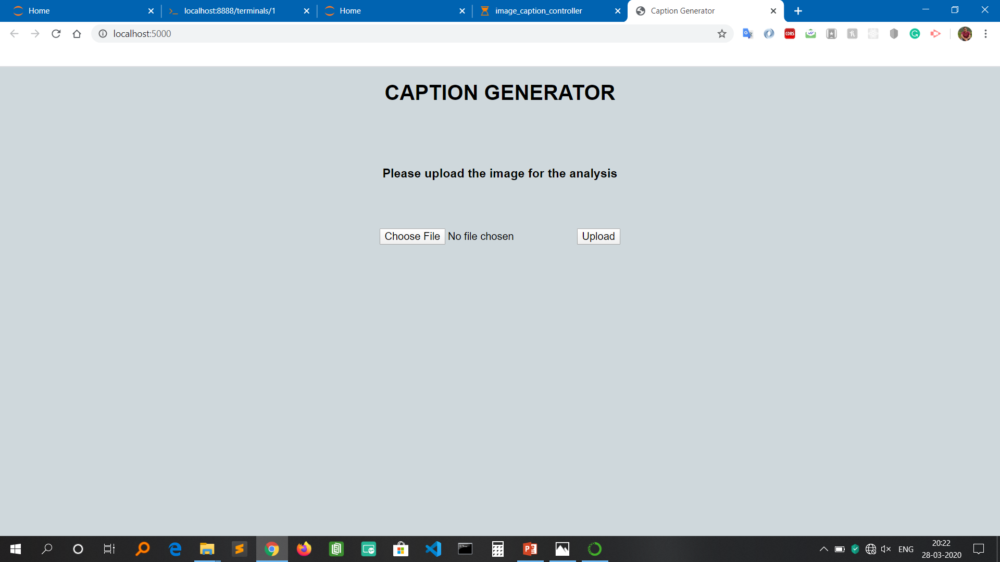 Home
localhost:8888/terminals/1
Home
image_caption_controller
Caption Generator
localhost:5000
CORS
CAPTION GENERATOR
Please upload the image for the analysis
Choose File No file chosen Upload
ENG
20:22
28-03-2020